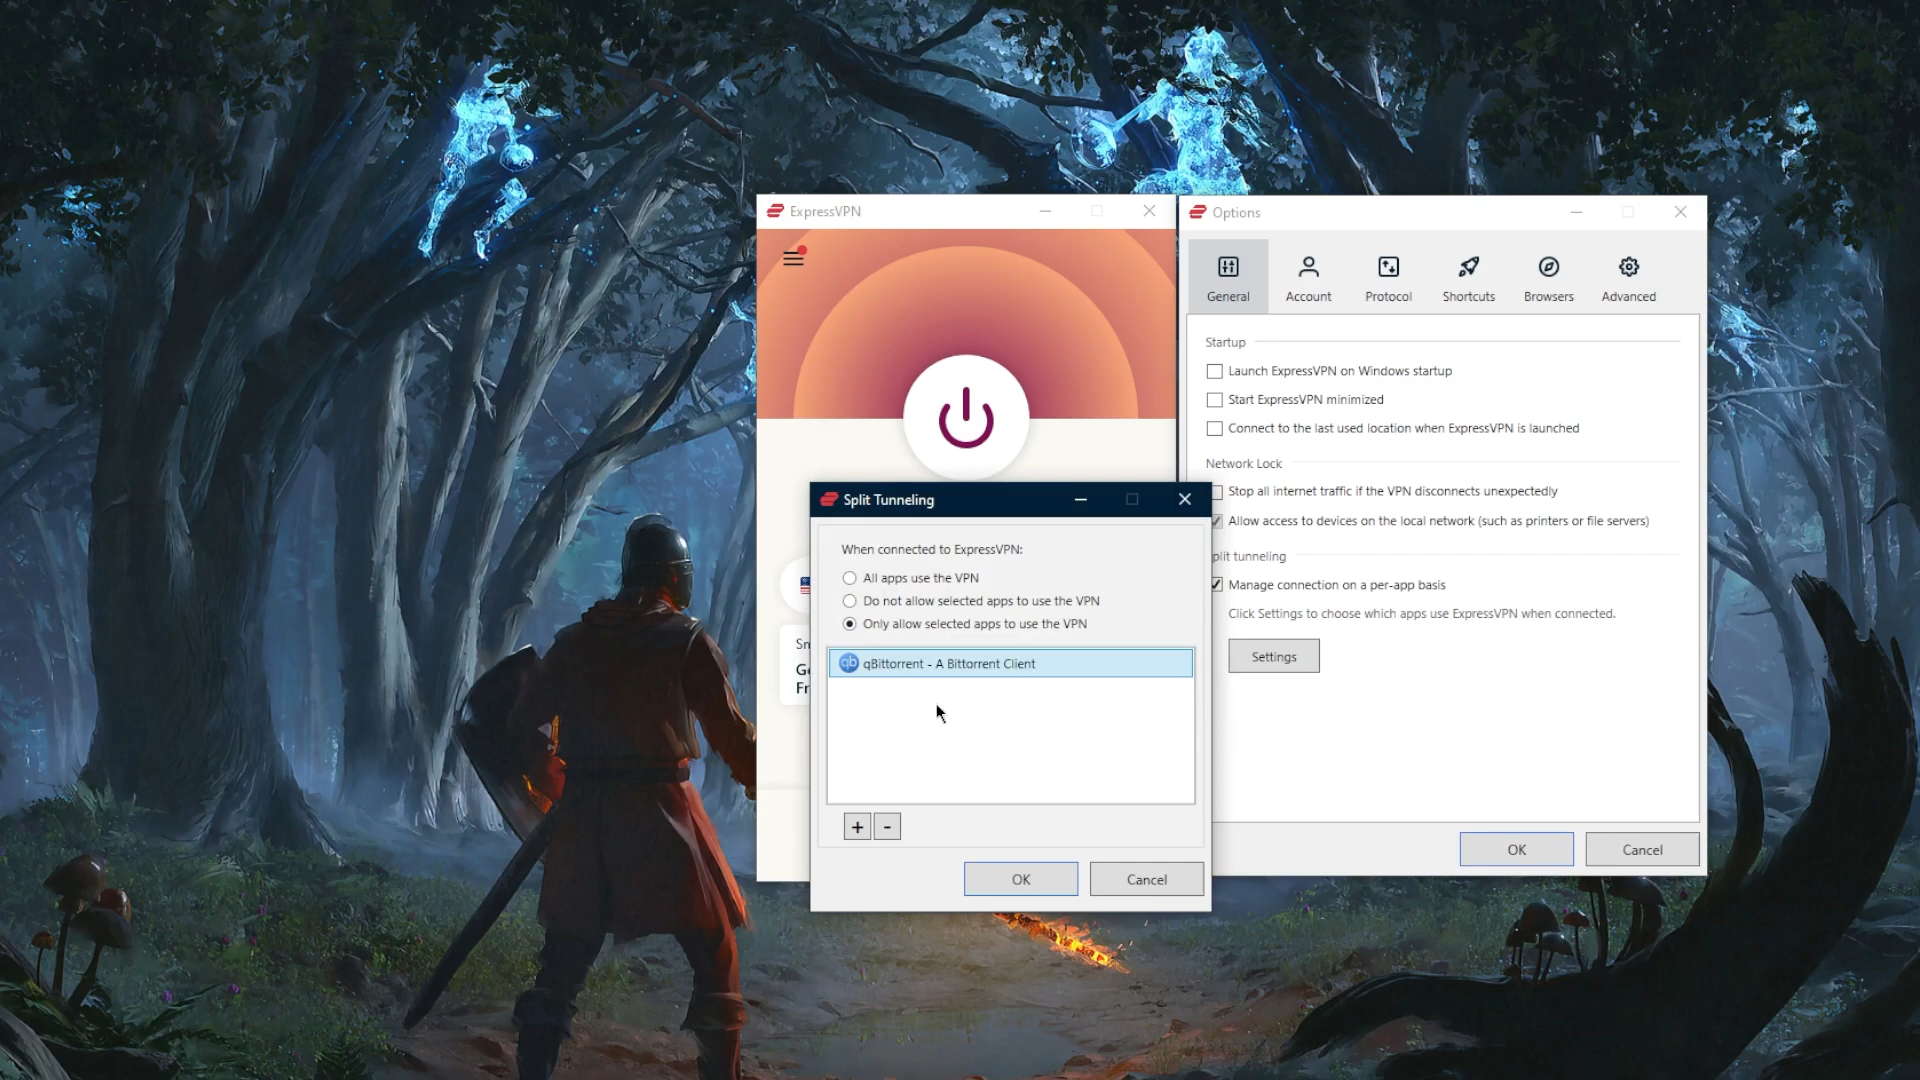 ExpressVPN
Options
General
Account
Protocol
Shortcuts
Browsers
Advanced
Startup
Launch ExpressVPN on Windows startup
Start ExpressVPN minimized
Connect to the last used location when ExpressVPN is launched
Network Lock
Stop all internet traffic if the VPN disconnects unexpectedly
Allow access to devices on the local network (such as printers or file servers)
plit tunneling
Manage connection on a per-app basis
Click Settings to choose which apps use ExpressVPN when connected.
Settings
OK
Cancel
Split Tunneling
When connected to ExpressVPN:
All apps use the VPN
Do not allow selected apps to use the VPN
Only allow selected apps to use the VPN
qb qBittorrent - A Bittorrent Client
+ -
OK
Cancel
Sn
Fr